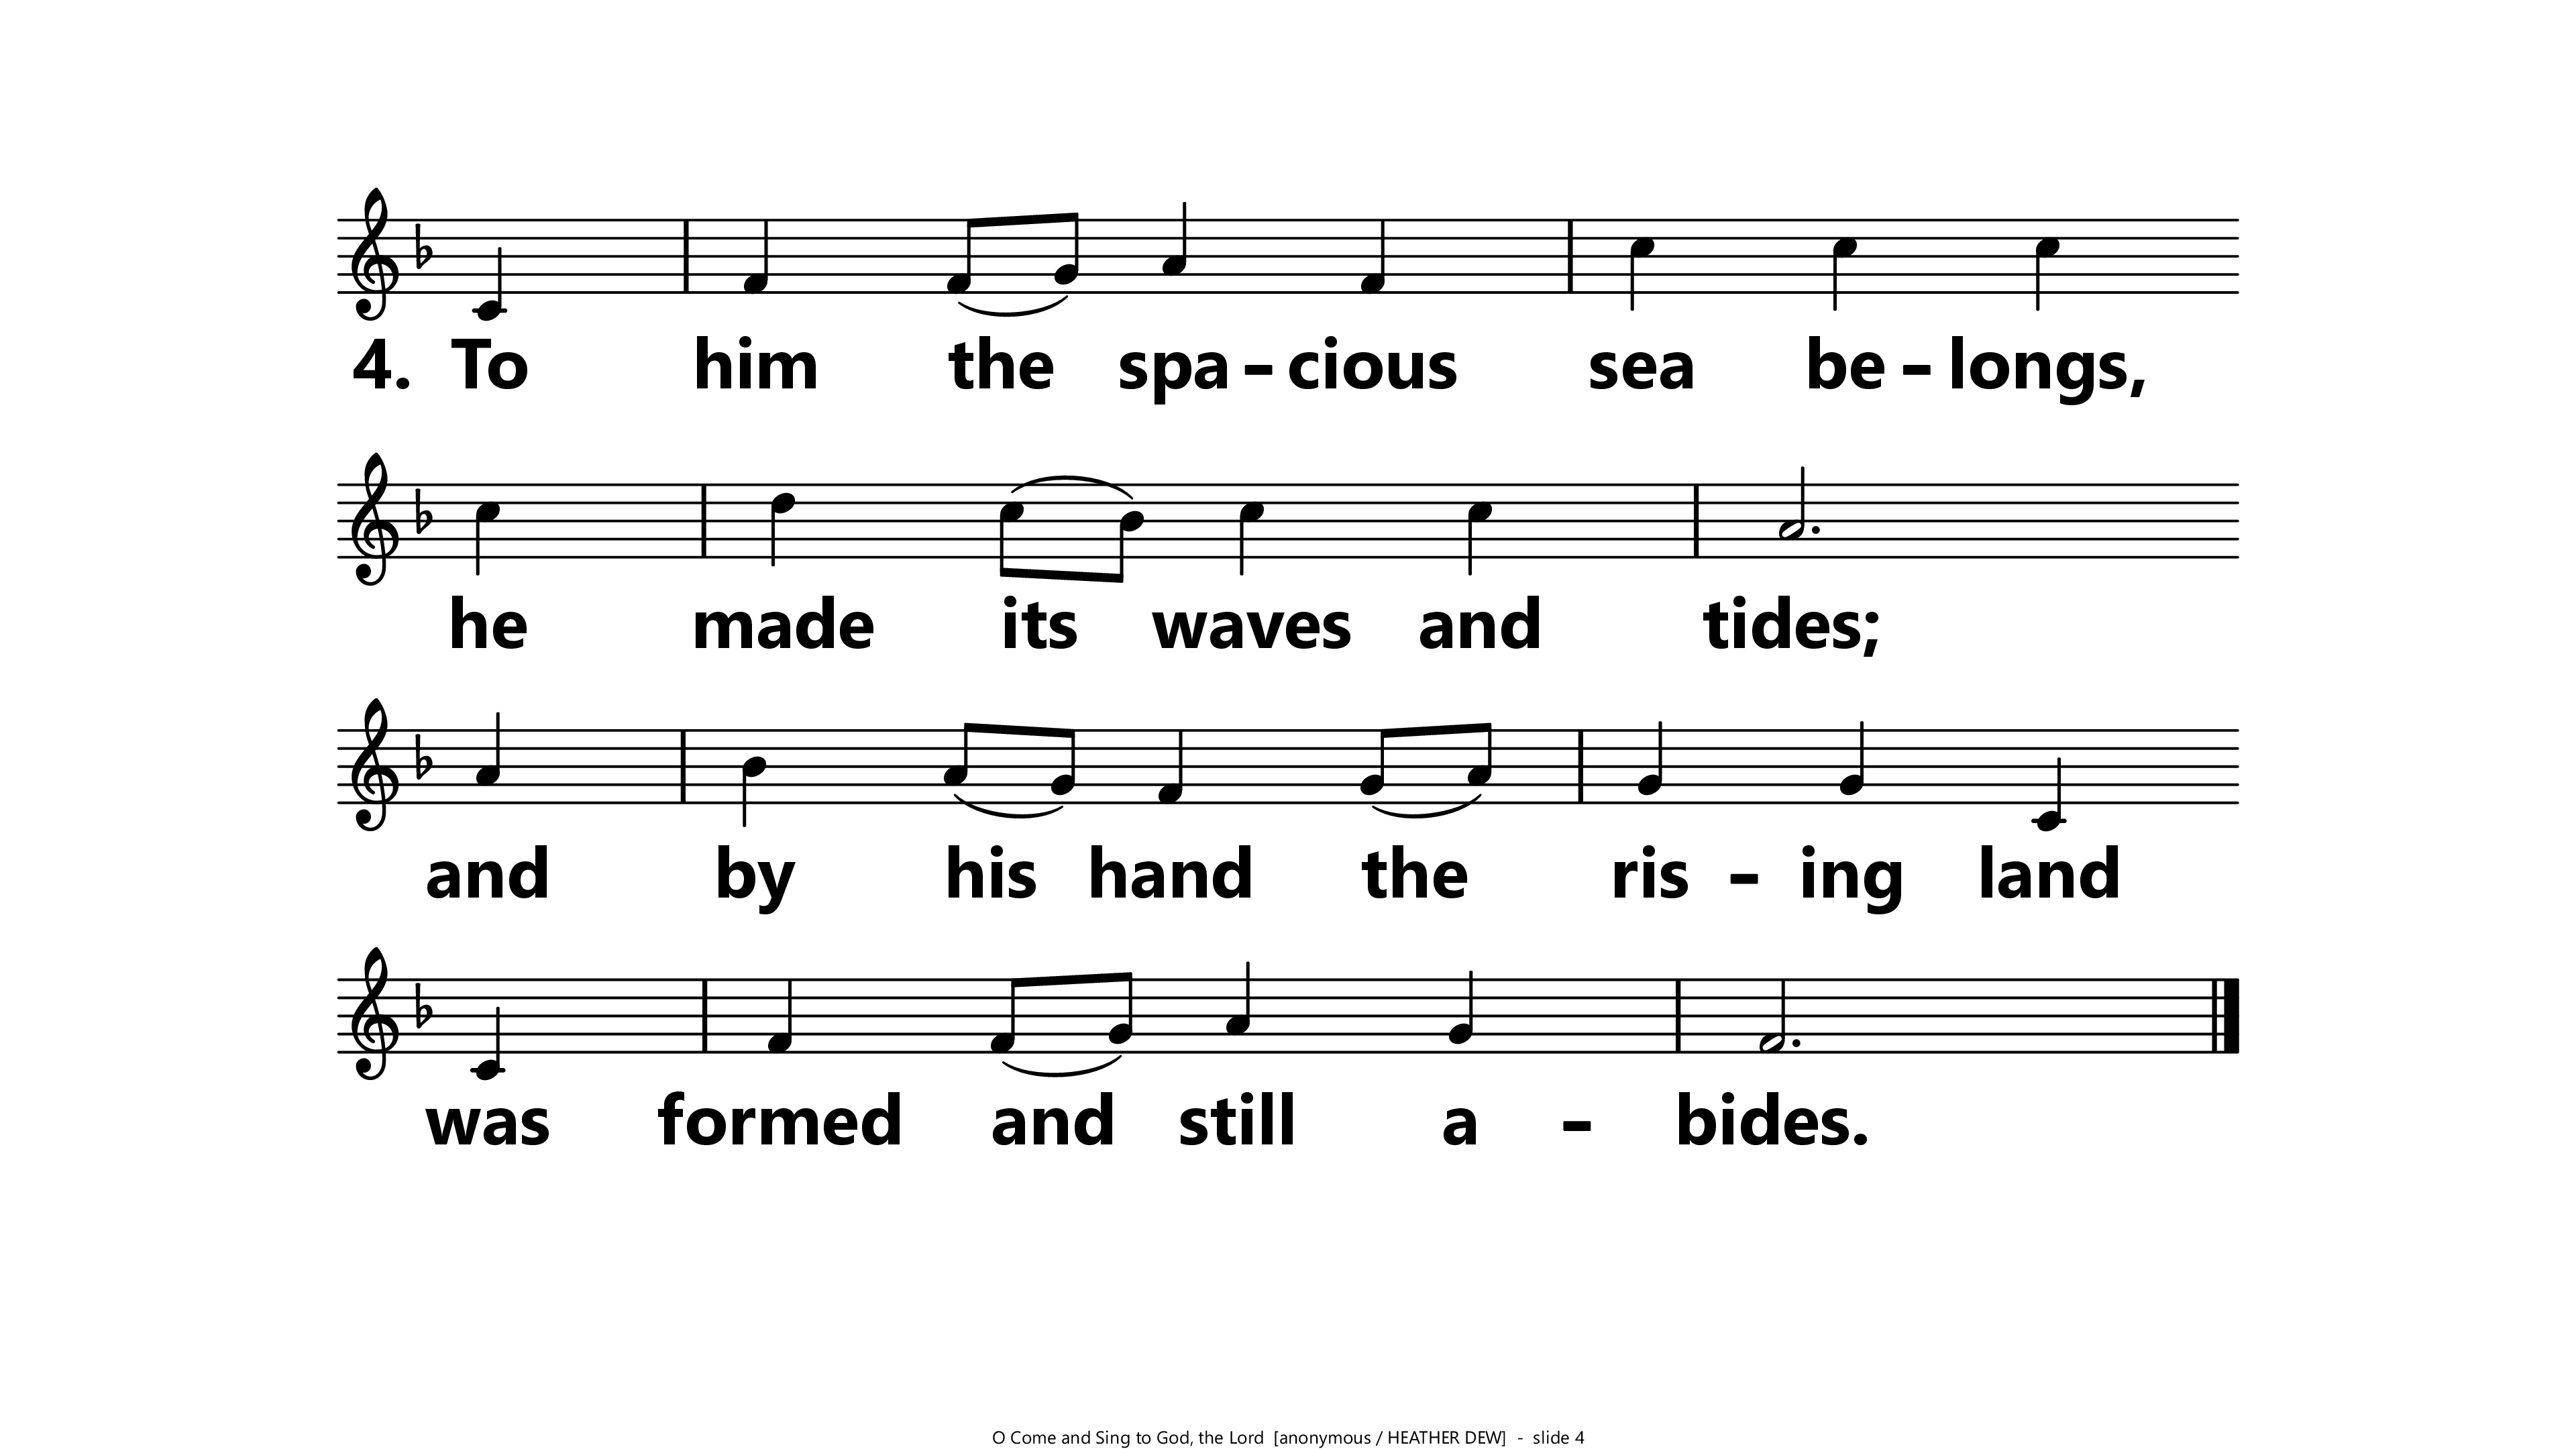 4. To him the spa - cious sea be - longs,
he made its waves and tides;
and by his hand the ris - ing land
was formed and still a - bides.
O Come and Sing to God, the Lord [anonymous / HEATHER DEW] - slide 4